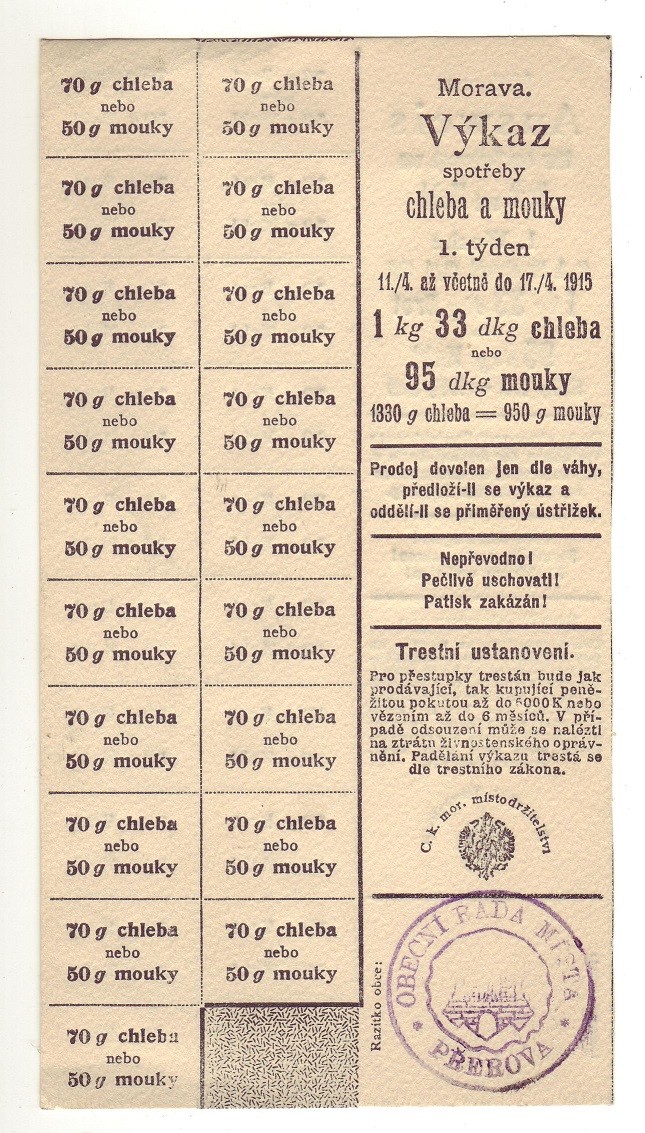 70 g chleba
nebo
50 g mouky
70 g chleba
nebo
50 g mouky
70 g chleba
nebo
50 g mouky
70 g chleba
nebo
50 g mouky
70 g chleba
nebo
50 g mouky
70 g chleba
nebo
50 g mouky
70 g chleba
nebo
50 g mouky
70 g chleba
nebo
50 g mouky
70 g chleba
nebo
50 g mouky
70 g chleba
nebo
50 g mouky
70 g chleba
nebo
50 g mouky
70 g chleba
nebo
50 g mouky
70 g chleba
nebo
50 g mouky
70 g chleba
nebo
50 g mouky
70 g chleba
nebo
50 g mouky
70 g chleba
nebo
50 g mouky
70 g chleba
nebo
50 g mouky
70 g chleba
nebo
50 g mouky
70 g chleba
nebo
50 g mouky
Morava.
Výkaz
spotřeby
chleba a mouky
1. týden
11./4. až včetně do 17./4. 1915
1 kg 33 dkg chleba
nebo
95 dkg mouky
1330 g chleba = 950 g mouky
Prodej dovolen jen dle váhy,
předloží-li se výkaz a
oddělí-li se přiměřený ústřižek.
Nepřevodno!
Pečlivě uschovati!
Patisk zakázán!
Trestní ustanovení.
Pro přestupky trestán bude jak
prodávající, tak kupující peně-
žitou pokutou až do 5000 K nebo
vězením až do 6 měsíců. V pří-
padě odsouzení může se nalézti
na ztrátu živnostenského opráv-
nění. Padělání výkazu trestá se
dle trestního zákona.
C. k. mor. místodržitelství
Razítko obce:
OBECNÍ RADA MĚSTA
* PŘEROVA *